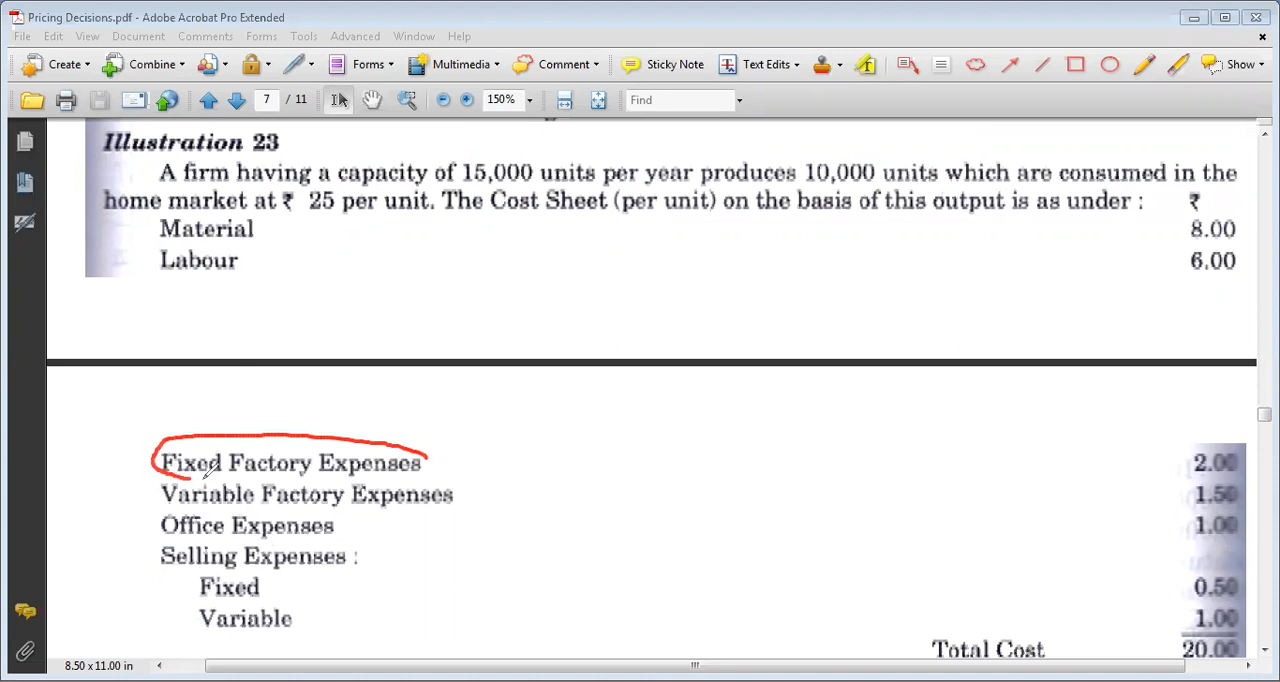 Pricing Decisions.pdf - Adobe Acrobat Pro Extended
File Edit View Document Comments Forms Tools Advanced Window Help
Create Combine Forms Multimedia Comment Sticky Note Text Edits Show
7 / 11 150% Find
Illustration 23
A firm having a capacity of 15,000 units per year produces 10,000 units which are consumed in the
home market at ₹ 25 per unit. The Cost Sheet (per unit) on the basis of this output is as under : ₹
Material 8.00
Labour 6.00
Fixed Factory Expenses 2.00
Variable Factory Expenses 1.50
Office Expenses 1.00
Selling Expenses :
Fixed 0.50
Variable 1.00
Total Cost 20.00
8.50 x 11.00 in